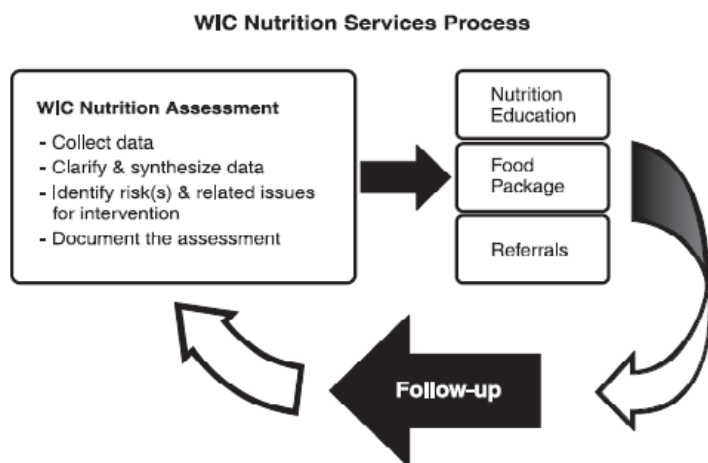 WIC Nutrition Services Process
WIC Nutrition Assessment
- Collect data
- Clarify & synthesize data
- Identify risk(s) & related issues
for intervention
- Document the assessment
Nutrition
Education
Food
Package
Referrals
Follow-up